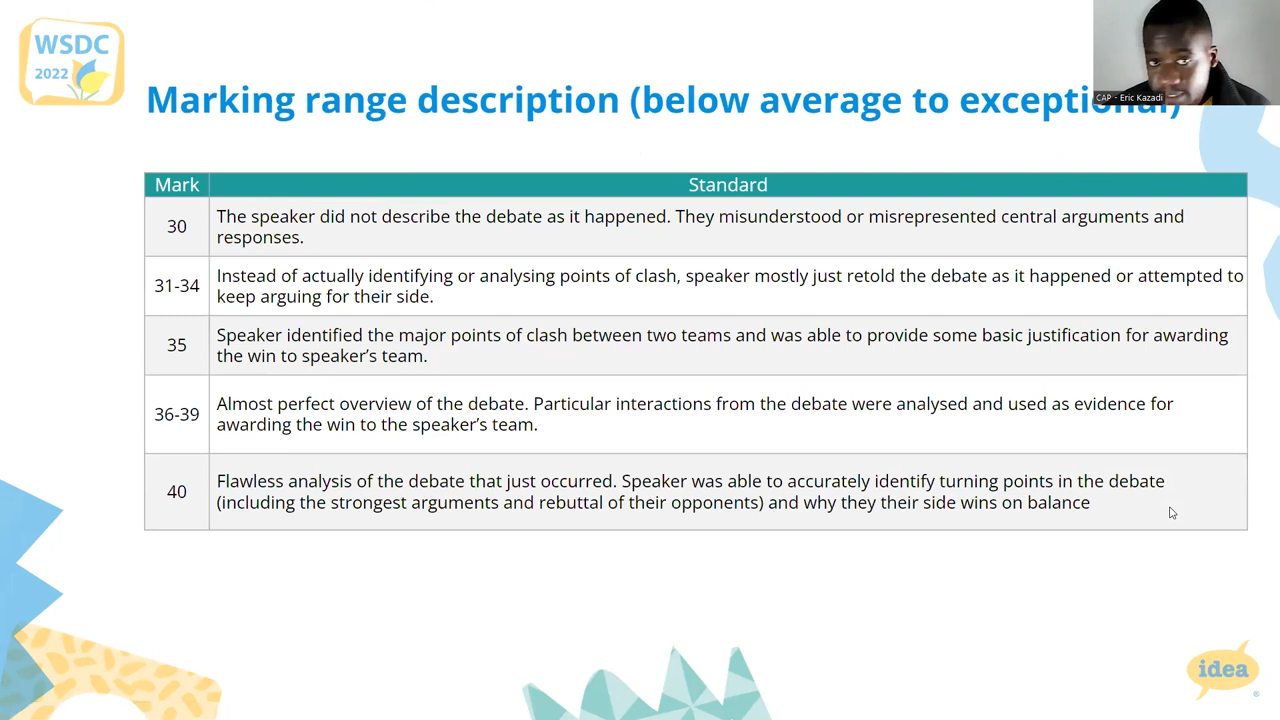 WSDC
2022
Marking range description (below average to exceptional)
CAP - Eric Kazadi
Mark Standard
30 The speaker did not describe the debate as it happened. They misunderstood or misrepresented central arguments and
responses.
31-34 Instead of actually identifying or analysing points of clash, speaker mostly just retold the debate as it happened or attempted to
keep arguing for their side.
35 Speaker identified the major points of clash between two teams and was able to provide some basic justification for awarding
the win to speaker’s team.
36-39 Almost perfect overview of the debate. Particular interactions from the debate were analysed and used as evidence for
awarding the win to the speaker’s team.
40 Flawless analysis of the debate that just occurred. Speaker was able to accurately identify turning points in the debate
(including the strongest arguments and rebuttal of their opponents) and why they their side wins on balance
idea
®